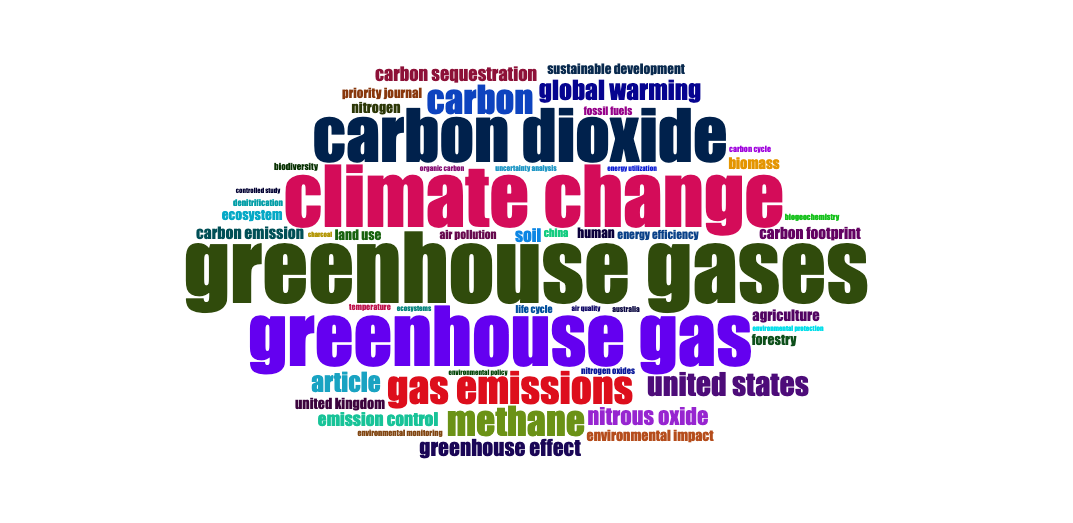 carbon sequestration sustainable development
priority journal carbon global warming
nitrogen fossil fuels
carbon dioxide carbon cycle
biodiversity organic carbon uncertainty analysis energy utilization biomass
controlled study climate change
denitrification
ecosystem biogeochemistry
carbon emission charcoal land use air pollution soil china human energy efficiency carbon footprint
greenhouse gases
temperature ecosystems life cycle air quality australia
greenhouse gas agriculture
environmental protection
forestry
environmental policy nitrogen oxides
article gas emissions united states
united kingdom
emission control methane nitrous oxide
environmental monitoring environmental impact
greenhouse effect